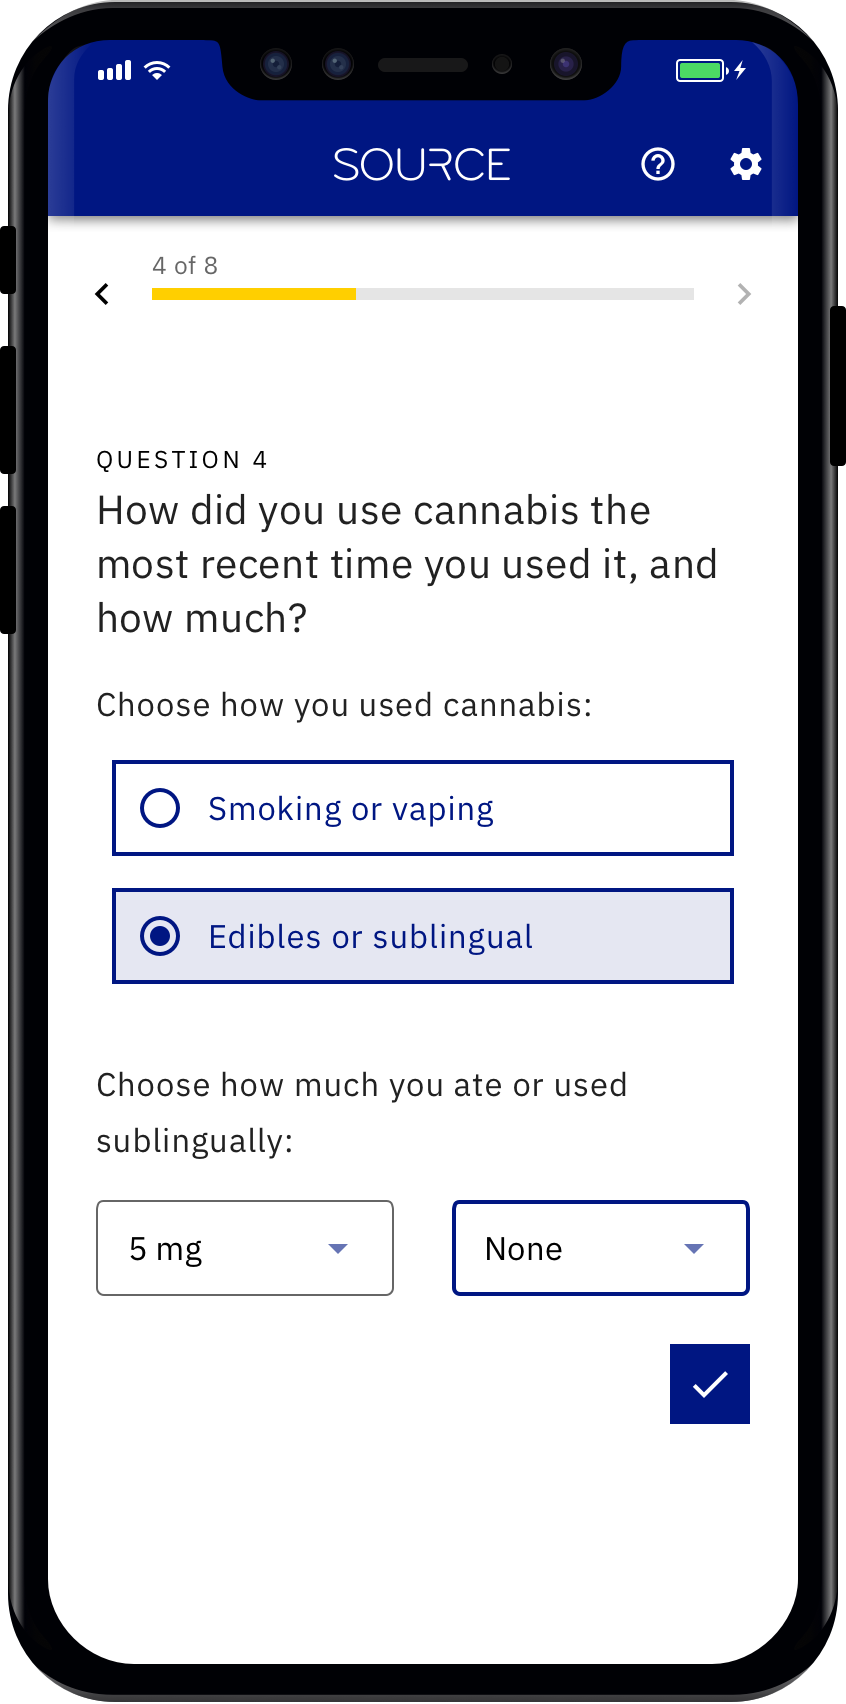 SOURCE
4 of 8
QUESTION 4
How did you use cannabis the
most recent time you used it, and
how much?
Choose how you used cannabis:
Smoking or vaping
Edibles or sublingual
Choose how much you ate or used
sublingually:
5 mg
None